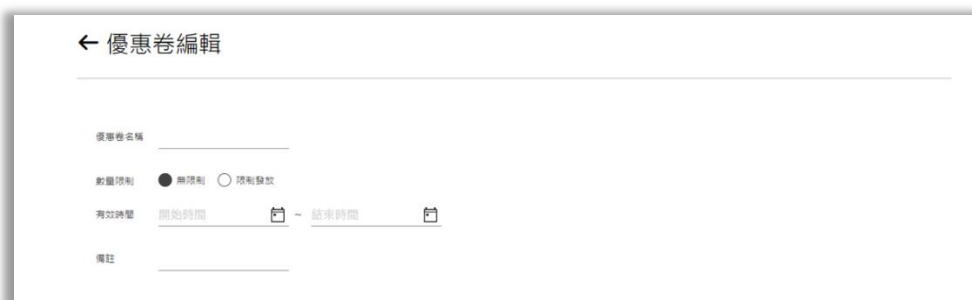 優惠卷編輯
優惠卷名稱
數量限制 無限制 限制發放
有效時間 開始時間 ~ 結束時間
備註